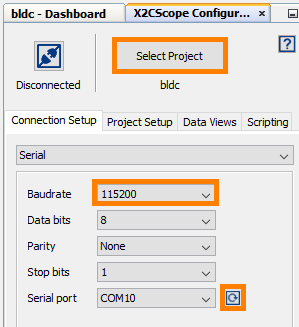 bldc - Dashboard
X2CScope Configur...
Select Project
Disconnected
bldc
Connection Setup
Project Setup
Data Views
Scripting
Serial
Baudrate
115200
Data bits
8
Parity
None
Stop bits
1
Serial port
COM10